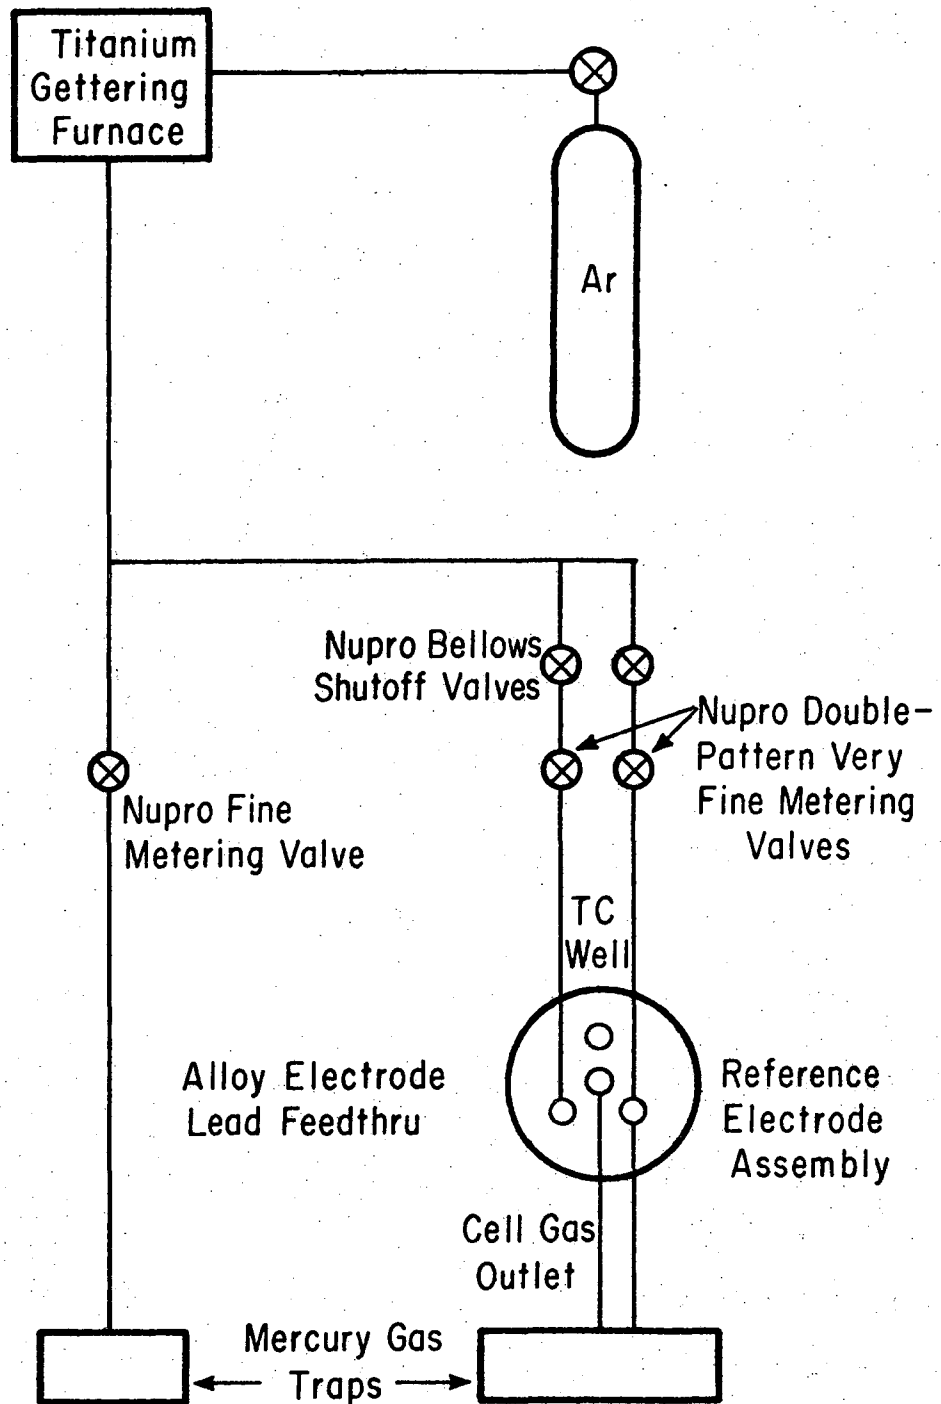 Titanium
Gettering
Furnace
Ar
Nupro Bellows
Shutoff Valves
Nupro Double-
Pattern Very
Fine Metering
Valves
Nupro Fine
Metering Valve
TC
Well
Alloy Electrode
Lead Feedthru
Reference
Electrode
Assembly
Cell Gas
Outlet
Mercury Gas
Traps